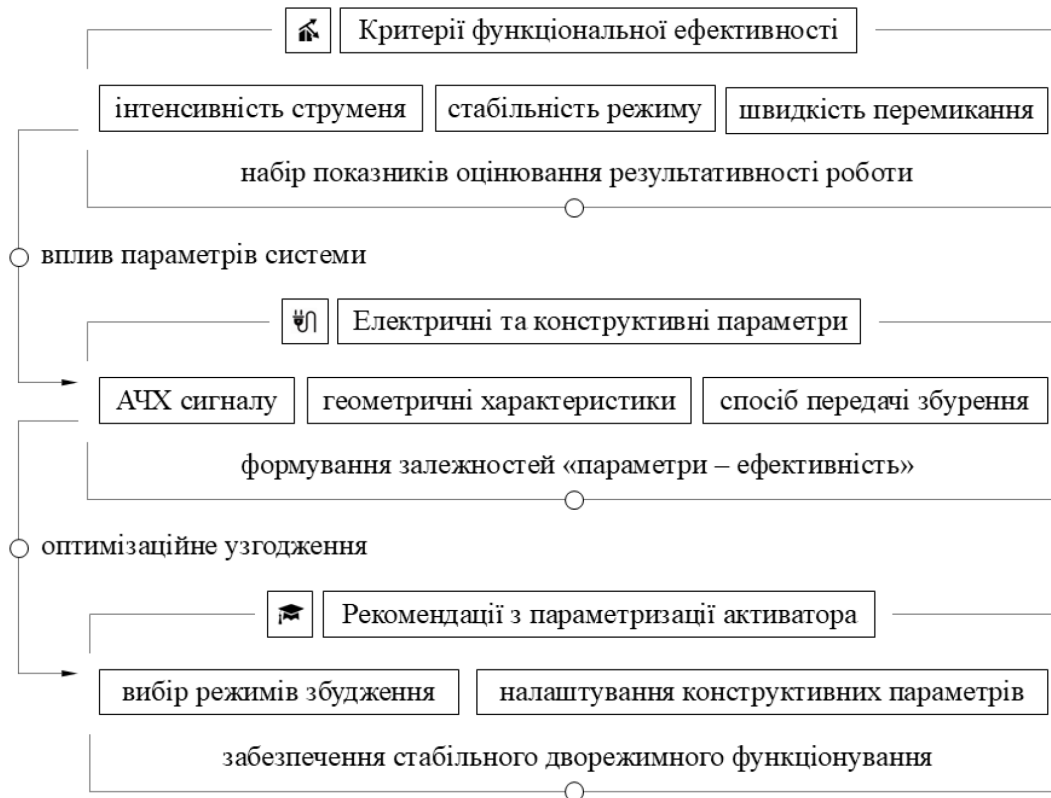 Критерії функціональної ефективності
інтенсивність струменя
стабільність режиму
швидкість перемикання
набір показників оцінювання результативності роботи
вплив параметрів системи
Електричні та конструктивні параметри
АЧХ сигналу
геометричні характеристики
спосіб передачі збурення
формування залежностей «параметри – ефективність»
оптимізаційне узгодження
Рекомендації з параметризації активатора
вибір режимів збудження
налаштування конструктивних параметрів
забезпечення стабільного дворежимного функціонування